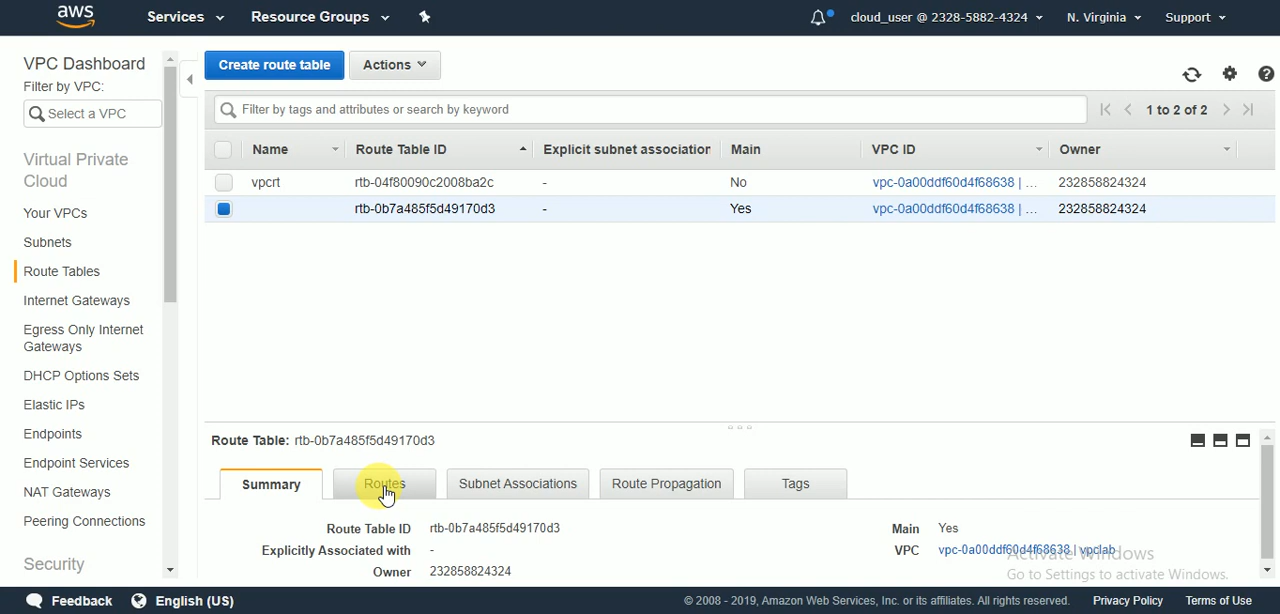 aws Services Resource Groups cloud_user @ 2328-5882-4324 N. Virginia Support
VPC Dashboard
Filter by VPC:
Select a VPC
Virtual Private
Cloud
Your VPCs
Subnets
Route Tables
Internet Gateways
Egress Only Internet
Gateways
DHCP Options Sets
Elastic IPs
Endpoints
Endpoint Services
NAT Gateways
Peering Connections
Security
Create route table Actions
Filter by tags and attributes or search by keyword 1 to 2 of 2
Name Route Table ID Explicit subnet association Main VPC ID Owner
vpcrt rtb-04f80090c2008ba2c - No vpc-0a00ddf60d4f68638 | ... 232858824324
rtb-0b7a485f5d49170d3 - Yes vpc-0a00ddf60d4f68638 | ... 232858824324
Route Table: rtb-0b7a485f5d49170d3
Summary Routes Subnet Associations Route Propagation Tags
Route Table ID rtb-0b7a485f5d49170d3 Main Yes
Explicitly Associated with - VPC vpc-0a00ddf60d4f68638 | vpclab
Owner 232858824324
Activate Windows
Go to Settings to activate Windows.
Feedback English (US) © 2008 - 2019, Amazon Web Services, Inc. or its affiliates. All rights reserved. Privacy Policy Terms of Use